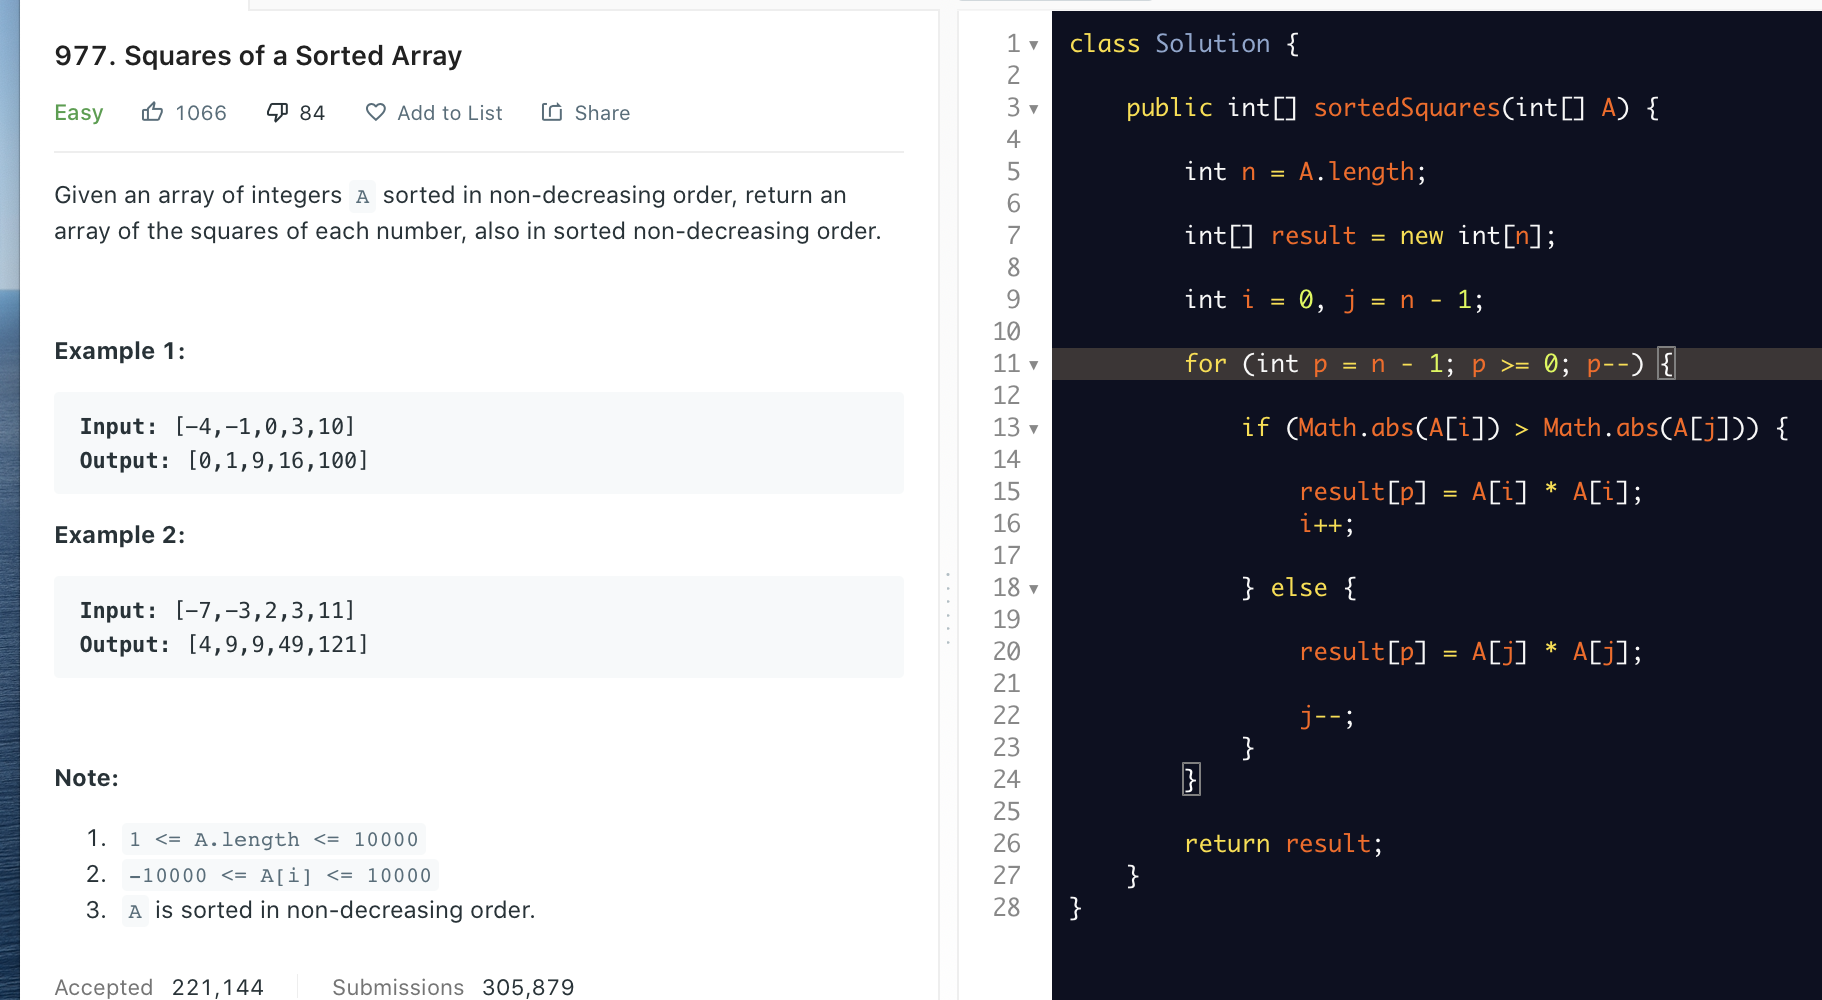 977. Squares of a Sorted Array
Easy 1066 84 Add to List Share
Given an array of integers A sorted in non-decreasing order, return an
array of the squares of each number, also in sorted non-decreasing order.
Example 1:
Input: [-4,-1,0,3,10]
Output: [0,1,9,16,100]
Example 2:
Input: [-7,-3,2,3,11]
Output: [4,9,9,49,121]
Note:
1. 1 <= A.length <= 10000
2. -10000 <= A[i] <= 10000
3. A is sorted in non-decreasing order.
Accepted 221,144 Submissions 305,879
1 class Solution {
2
3 public int[] sortedSquares(int[] A) {
4
5 int n = A.length;
6
7 int[] result = new int[n];
8
9 int i = 0, j = n - 1;
10
11 for (int p = n - 1; p >= 0; p--) {
12
13 if (Math.abs(A[i]) > Math.abs(A[j])) {
14
15 result[p] = A[i] * A[i];
16 i++;
17
18 } else {
19
20 result[p] = A[j] * A[j];
21
22 j--;
23 }
24 }
25
26 return result;
27 }
28 }